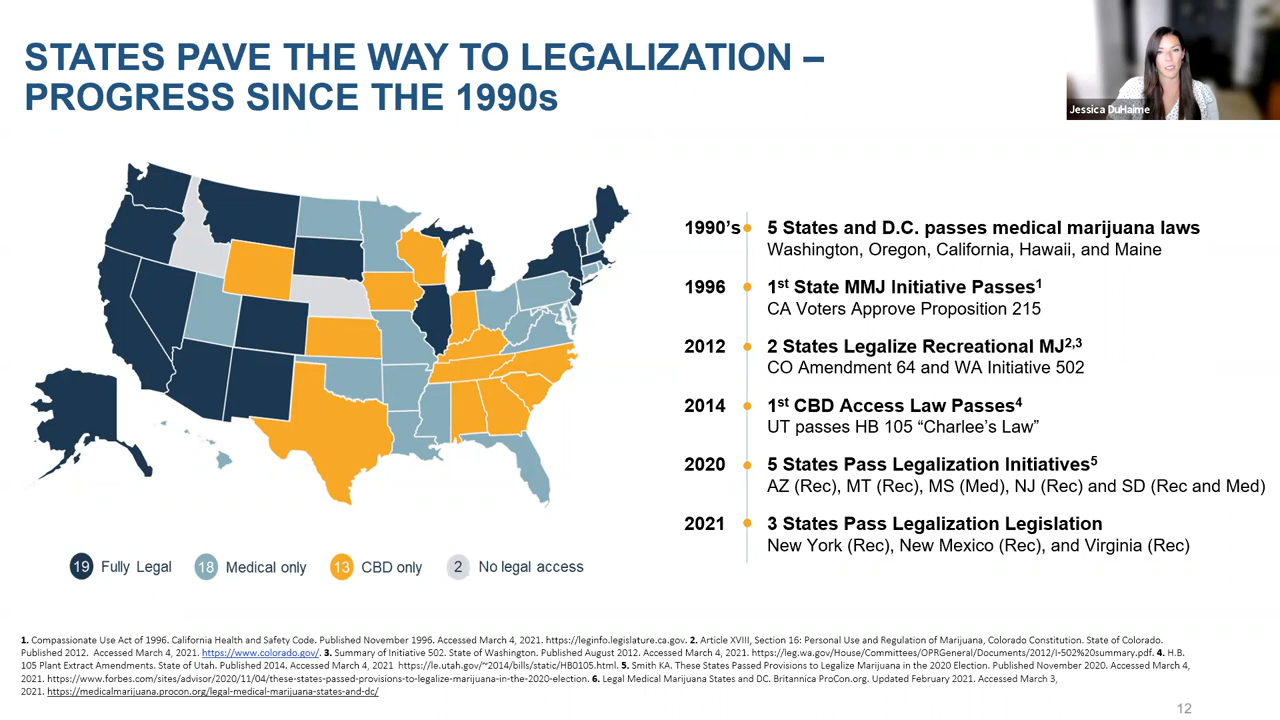 STATES PAVE THE WAY TO LEGALIZATION –
PROGRESS SINCE THE 1990s
Jessica DuHaime
1990's 5 States and D.C. passes medical marijuana laws
Washington, Oregon, California, Hawaii, and Maine
1996 1st State MMJ Initiative Passes1
CA Voters Approve Proposition 215
2012 2 States Legalize Recreational MJ2,3
CO Amendment 64 and WA Initiative 502
2014 1st CBD Access Law Passes4
UT passes HB 105 “Charlee’s Law”
2020 5 States Pass Legalization Initiatives5
AZ (Rec), MT (Rec), MS (Med), NJ (Rec) and SD (Rec and Med)
2021 3 States Pass Legalization Legislation
New York (Rec), New Mexico (Rec), and Virginia (Rec)
19 Fully Legal 18 Medical only 13 CBD only 2 No legal access
1. Compassionate Use Act of 1996. California Health and Safety Code. Published November 1996. Accessed March 4, 2021. https://leginfo.legislature.ca.gov. 2. Article XVIII, Section 16: Personal Use and Regulation of Marijuana, Colorado Constitution. State of Colorado.
Published 2012. Accessed March 4, 2021. https://www.colorado.gov/. 3. Summary of Initiative 502. State of Washington. Published August 2012. Accessed March 4, 2021. https://leg.wa.gov/House/Committees/OPRGeneral/Documents/2012/I-502%20summary.pdf. 4. H.B.
105 Plant Extract Amendments. State of Utah. Published 2014. Accessed March 4, 2021 https://le.utah.gov/~2014/bills/static/HB0105.html. 5. Smith KA. These States Passed Provisions to Legalize Marijuana in the 2020 Election. Published November 2020. Accessed March 4,
2021. https://www.forbes.com/sites/advisor/2020/11/04/these-states-passed-provisions-to-legalize-marijuana-in-the-2020-election. 6. Legal Medical Marijuana States and DC. Britannica ProCon.org. Updated February 2021. Accessed March 3,
2021. https://medicalmarijuana.procon.org/legal-medical-marijuana-states-and-dc/
12